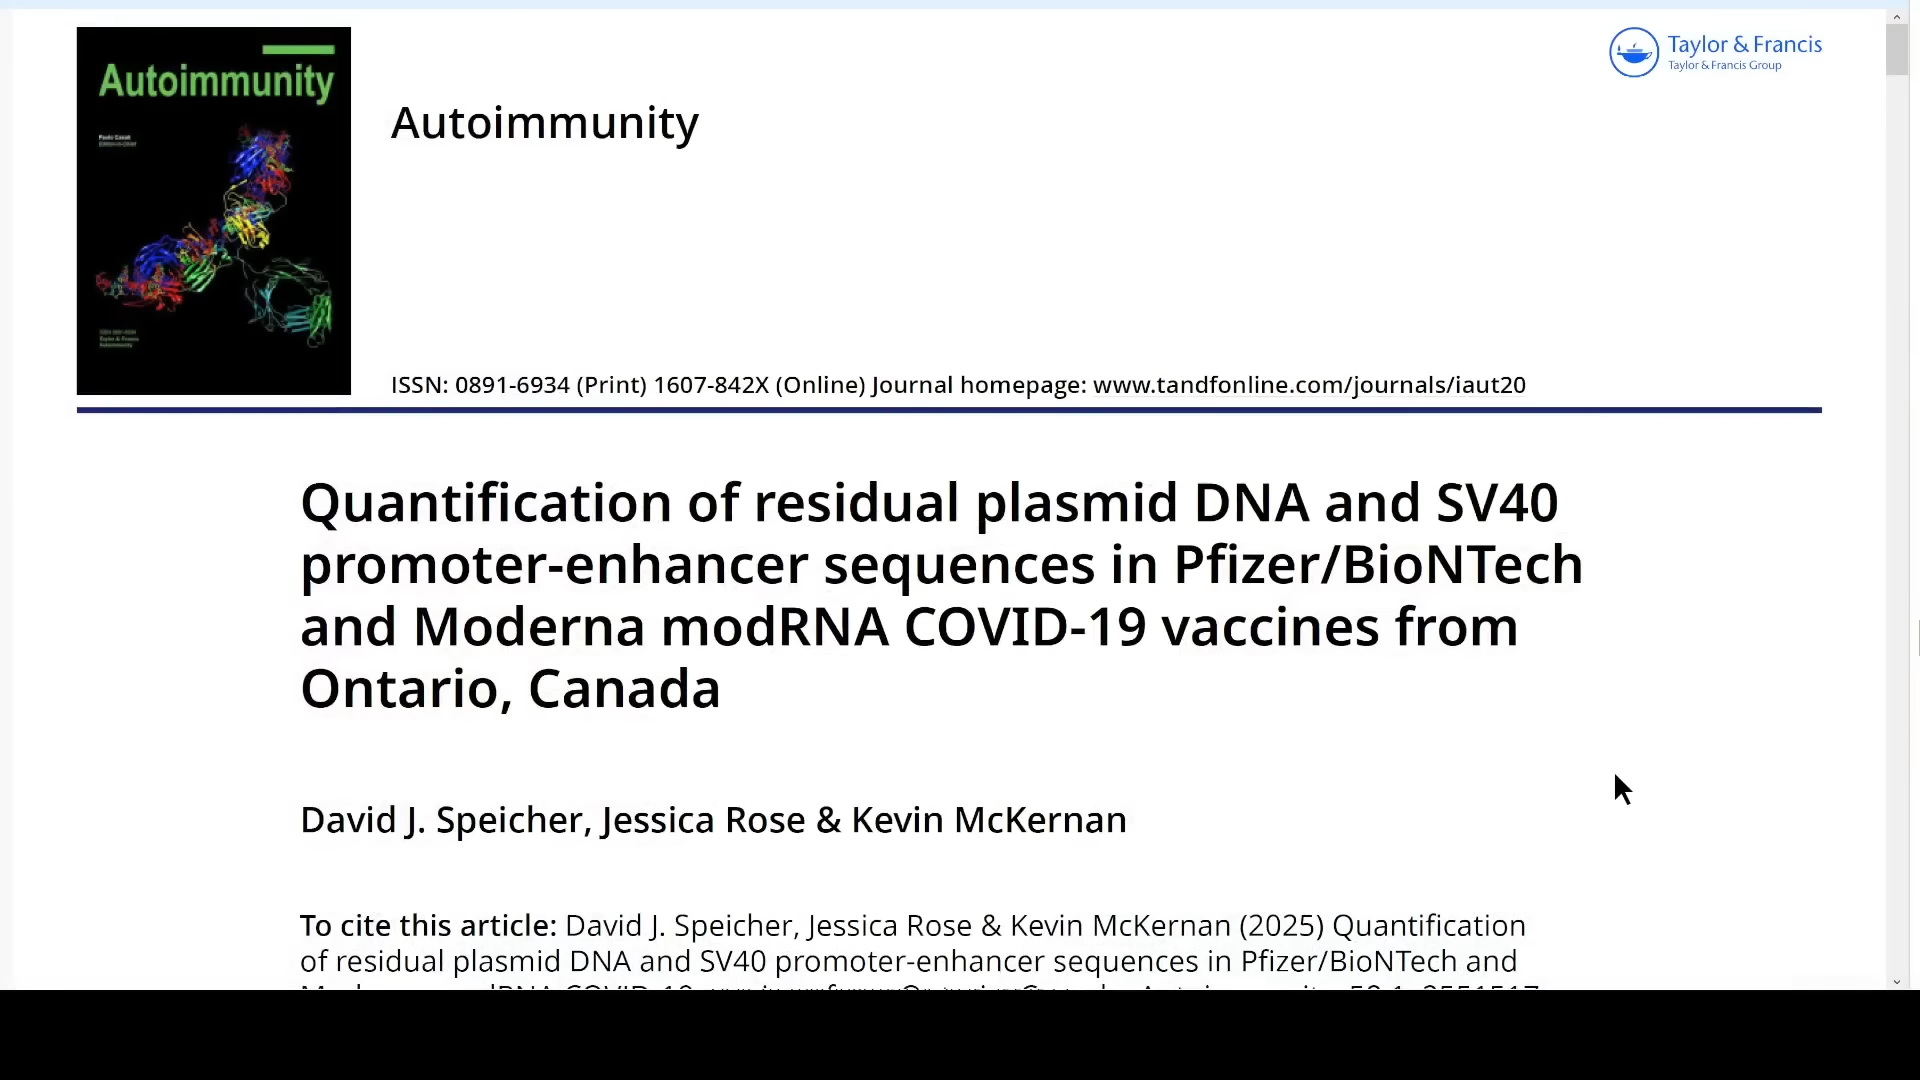 Taylor & Francis
Taylor & Francis Group
Autoimmunity
Autoimmunity
ISSN: 0891-6934 (Print) 1607-842X (Online) Journal homepage: www.tandfonline.com/journals/iaut20
Quantification of residual plasmid DNA and SV40
promoter-enhancer sequences in Pfizer/BioNTech
and Moderna modRNA COVID-19 vaccines from
Ontario, Canada
David J. Speicher, Jessica Rose & Kevin McKernan
To cite this article: David J. Speicher, Jessica Rose & Kevin McKernan (2025) Quantification
of residual plasmid DNA and SV40 promoter-enhancer sequences in Pfizer/BioNTech and